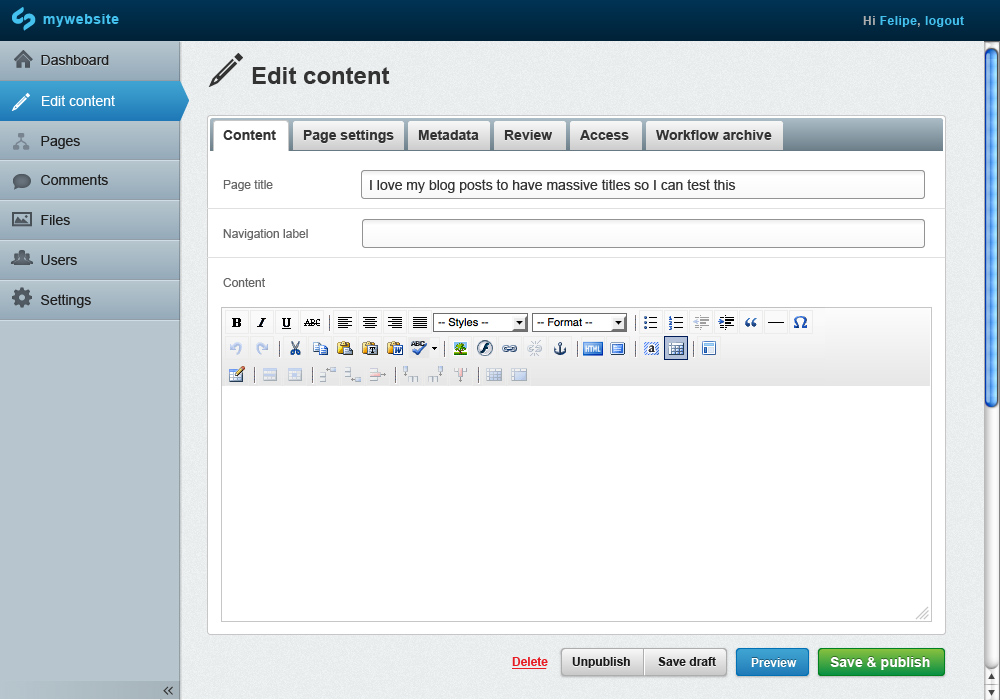 mywebsite
Hi Felipe, logout
Dashboard
Edit content
Pages
Comments
Files
Users
Settings
Edit content
Content Page settings Metadata Review Access Workflow archive
Page title I love my blog posts to have massive titles so I can test this
Navigation label
Content
B I U ABC -- Styles -- -- Format -- Ω
ABC HTML
Delete Unpublish Save draft Preview Save & publish